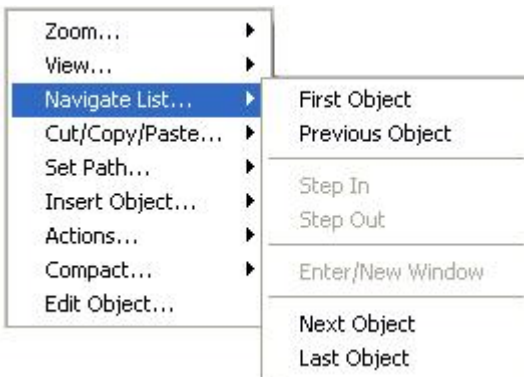 Zoom...
View...
Navigate List...
Cut/Copy/Paste...
Set Path...
Insert Object...
Actions...
Compact...
Edit Object...
First Object
Previous Object
Step In
Step Out
Enter/New Window
Next Object
Last Object